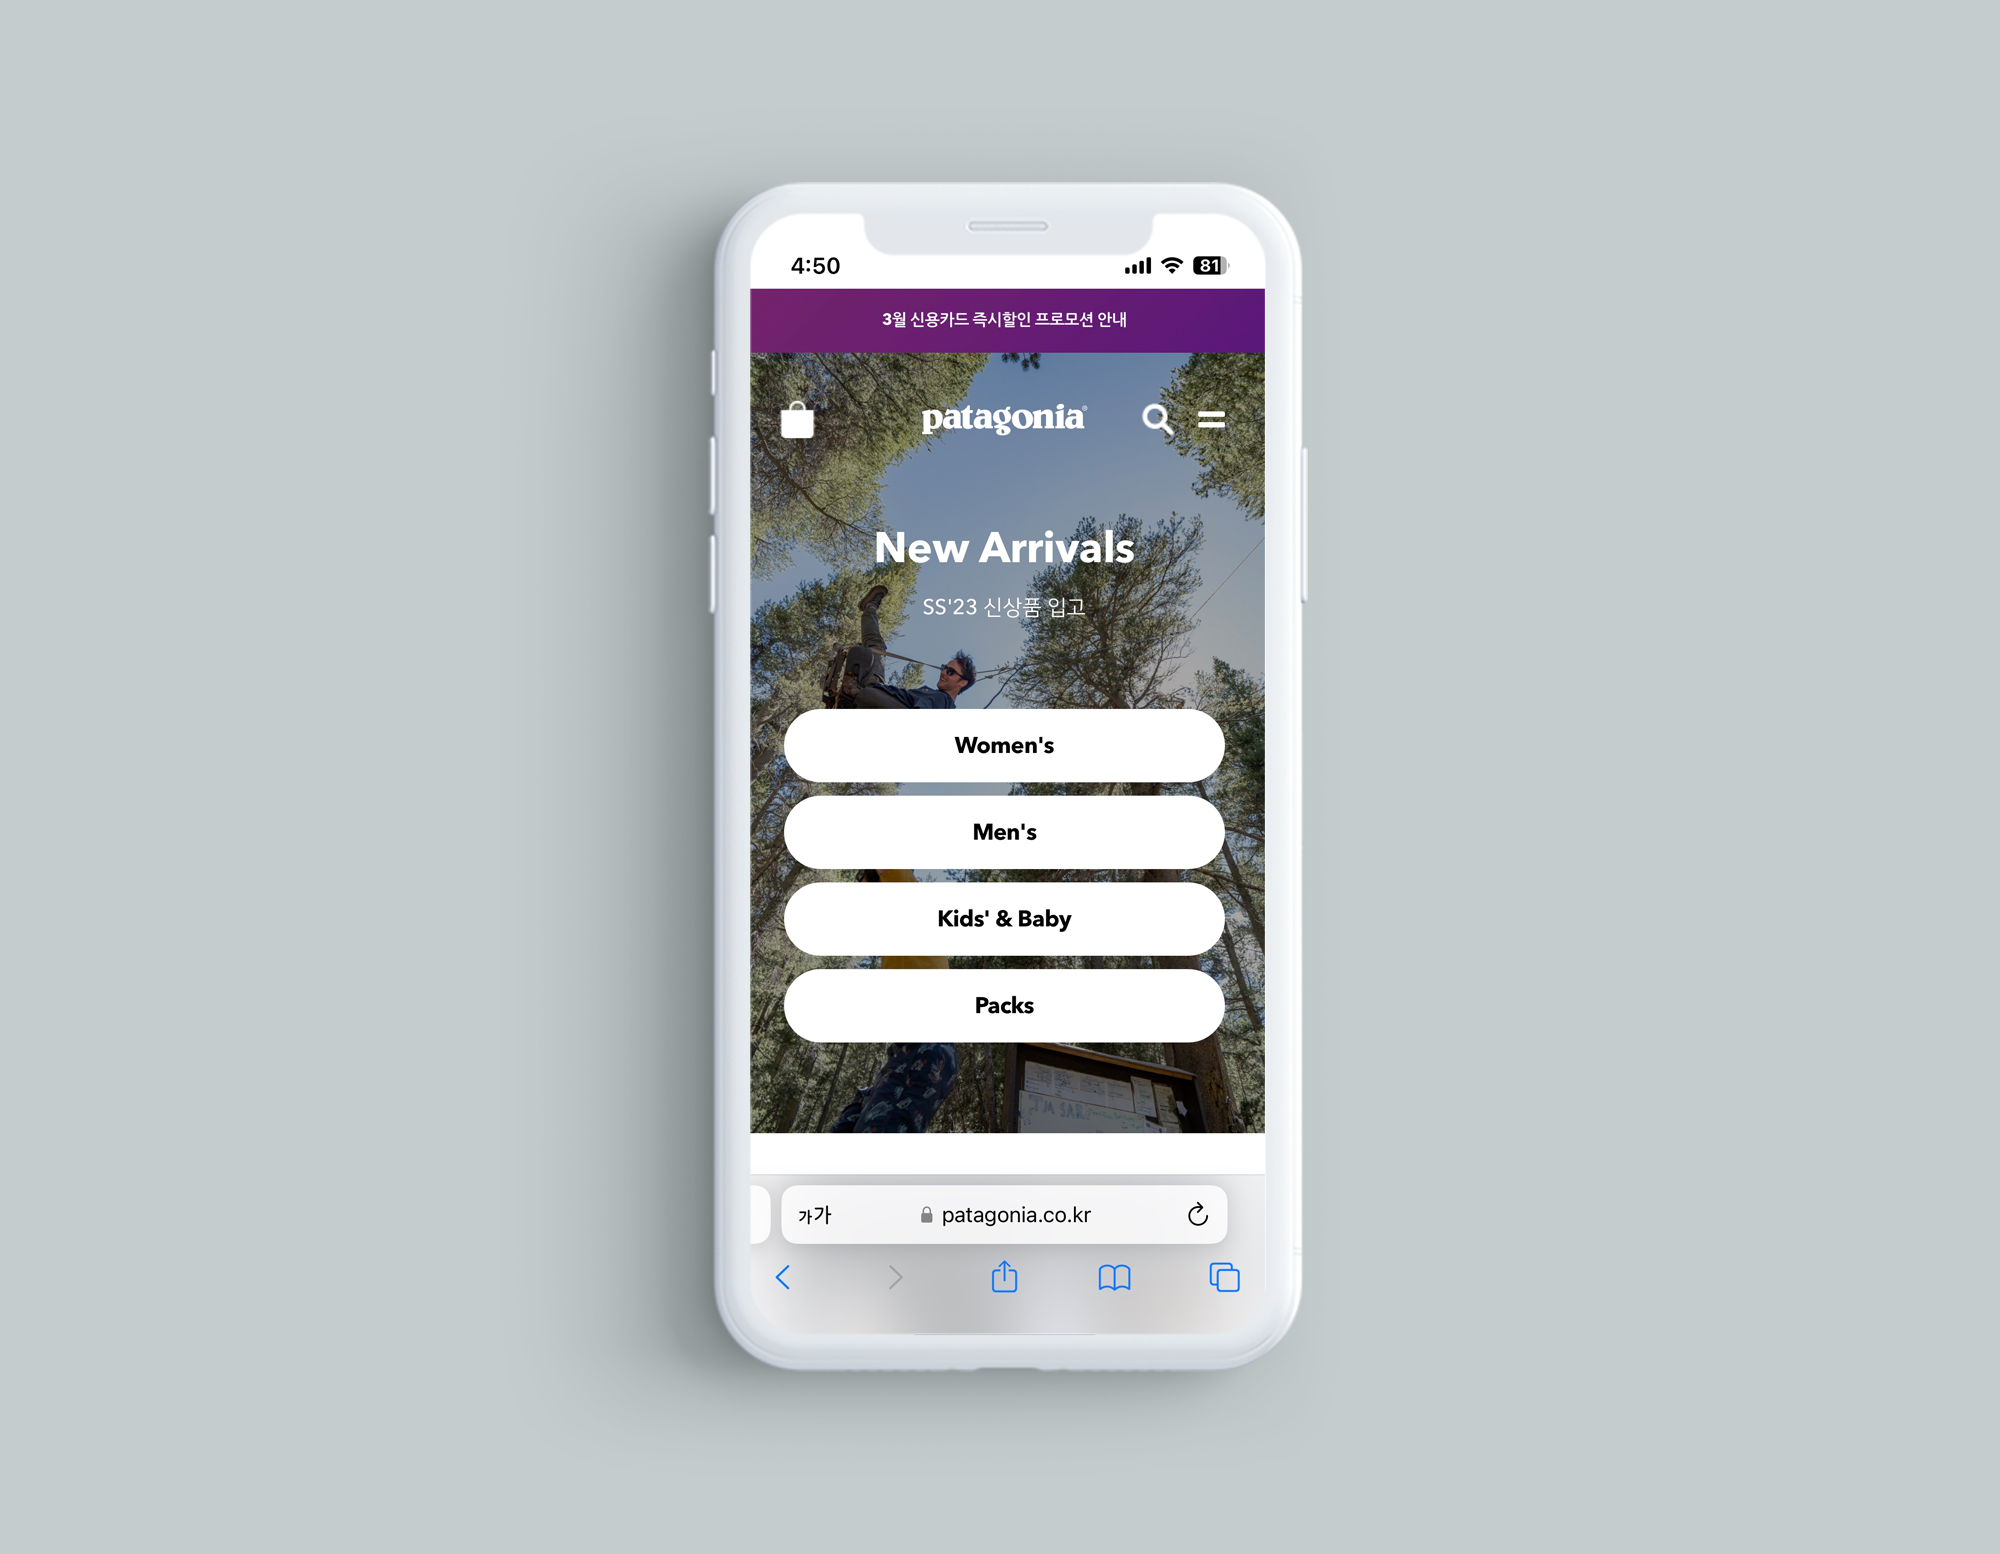 4:50
81
3월 신용카드 즉시할인 프로모션 안내
patagonia®
New Arrivals
SS'23 신상품 입고
Women's
Men's
Kids' & Baby
Packs
I'M SAR
가가
patagonia.co.kr